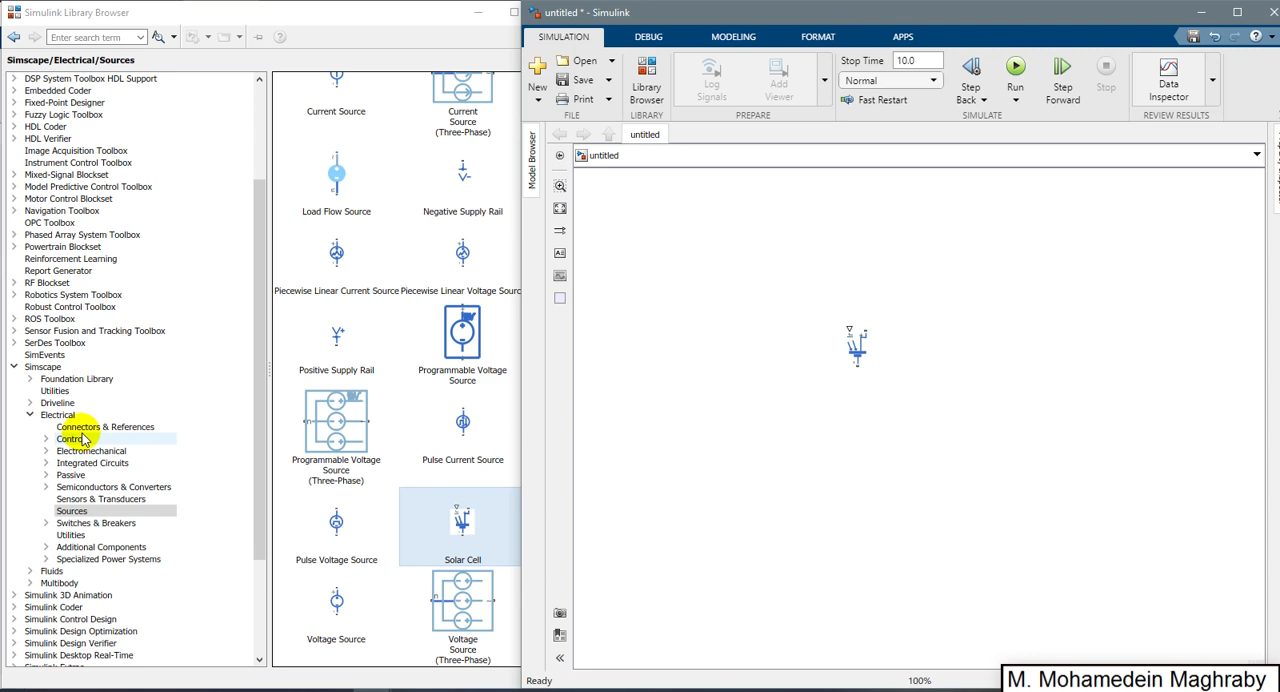 Simulink Library Browser
Enter search term
Simscape/Electrical/Sources
DSP System Toolbox HDL Support
Embedded Coder
Fixed-Point Designer
Fuzzy Logic Toolbox
HDL Coder
HDL Verifier
Image Acquisition Toolbox
Instrument Control Toolbox
Mixed-Signal Blockset
Model Predictive Control Toolbox
Motor Control Blockset
Navigation Toolbox
OPC Toolbox
Phased Array System Toolbox
Powertrain Blockset
Reinforcement Learning
Report Generator
RF Blockset
Robotics System Toolbox
Robust Control Toolbox
ROS Toolbox
Sensor Fusion and Tracking Toolbox
SerDes Toolbox
SimEvents
Simscape
Foundation Library
Utilities
Driveline
Electrical
Connectors & References
Control
Electromechanical
Integrated Circuits
Passive
Semiconductors & Converters
Sensors & Transducers
Sources
Switches & Breakers
Utilities
Additional Components
Specialized Power Systems
Fluids
Multibody
Simulink 3D Animation
Simulink Coder
Simulink Control Design
Simulink Design Optimization
Simulink Design Verifier
Simulink Desktop Real-Time
Current Source
Current
Source
(Three-Phase)
Load Flow Source
Negative Supply Rail
Piecewise Linear Current Source
Piecewise Linear Voltage Sourc
Positive Supply Rail
Programmable Voltage
Source
Programmable Voltage
Source
(Three-Phase)
Pulse Current Source
Pulse Voltage Source
Solar Cell
Voltage Source
Voltage
Source
(Three-Phase)
untitled * - Simulink
SIMULATION
DEBUG
MODELING
FORMAT
APPS
New
Open
Save
Print
FILE
Library
Browser
LIBRARY
Log
Signals
Add
Viewer
PREPARE
Stop Time 10.0
Normal
Fast Restart
Step
Back
Run
Step
Forward
Stop
SIMULATE
Data
Inspector
REVIEW RESULTS
Model Browser
untitled
untitled
Ready
100%
M. Mohamedein Maghraby